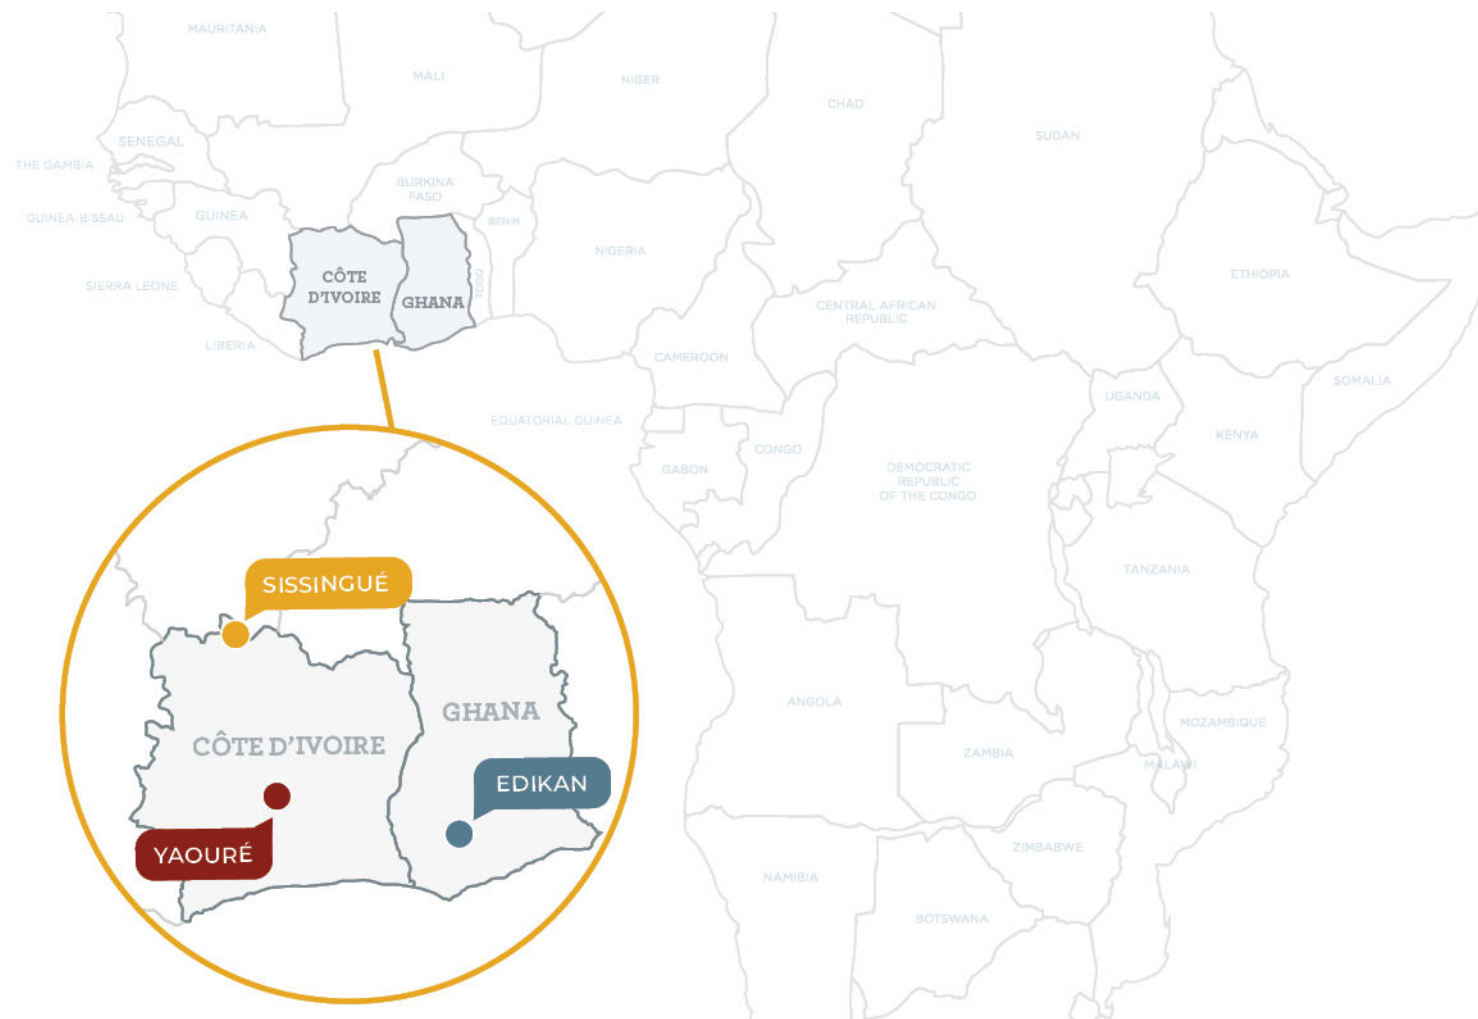 MAURITANIA
MALI
NIGER
CHAD
SUDAN
SENEGAL
THE GAMBIA
BURKINA
FASO
GUINEA-BISSAU
GUINEA
BENIN
NIGERIA
ETHIOPIA
SIERRA LEONE
CÔTE
D'IVOIRE
GHANA
TOGO
CENTRAL AFRICAN
REPUBLIC
LIBERIA
CAMEROON
SOMALIA
UGANDA
EQUATORIAL GUINEA
KENYA
CONGO
GABON
DEMOCRATIC
REPUBLIC
OF THE CONGO
TANZANIA
SISSINGUÉ
ANGOLA
GHANA
MOZAMBIQUE
CÔTE D'IVOIRE
ZAMBIA
MALAWI
EDIKAN
YAOURÉ
ZIMBABWE
NAMIBIA
BOTSWANA